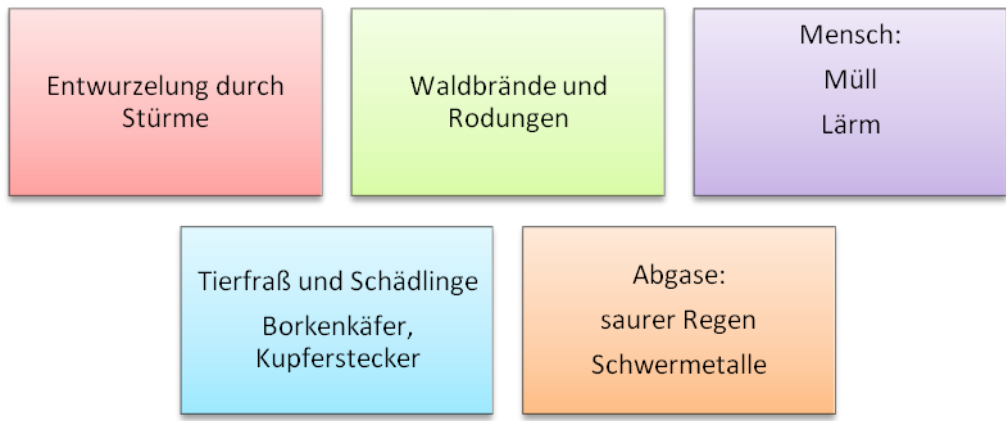 Entwurzelung durch
Stürme
Waldbrände und
Rodungen
Mensch:
Müll
Lärm
Tierfraß und Schädlinge
Borkenkäfer,
Kupferstecker
Abgase:
saurer Regen
Schwermetalle